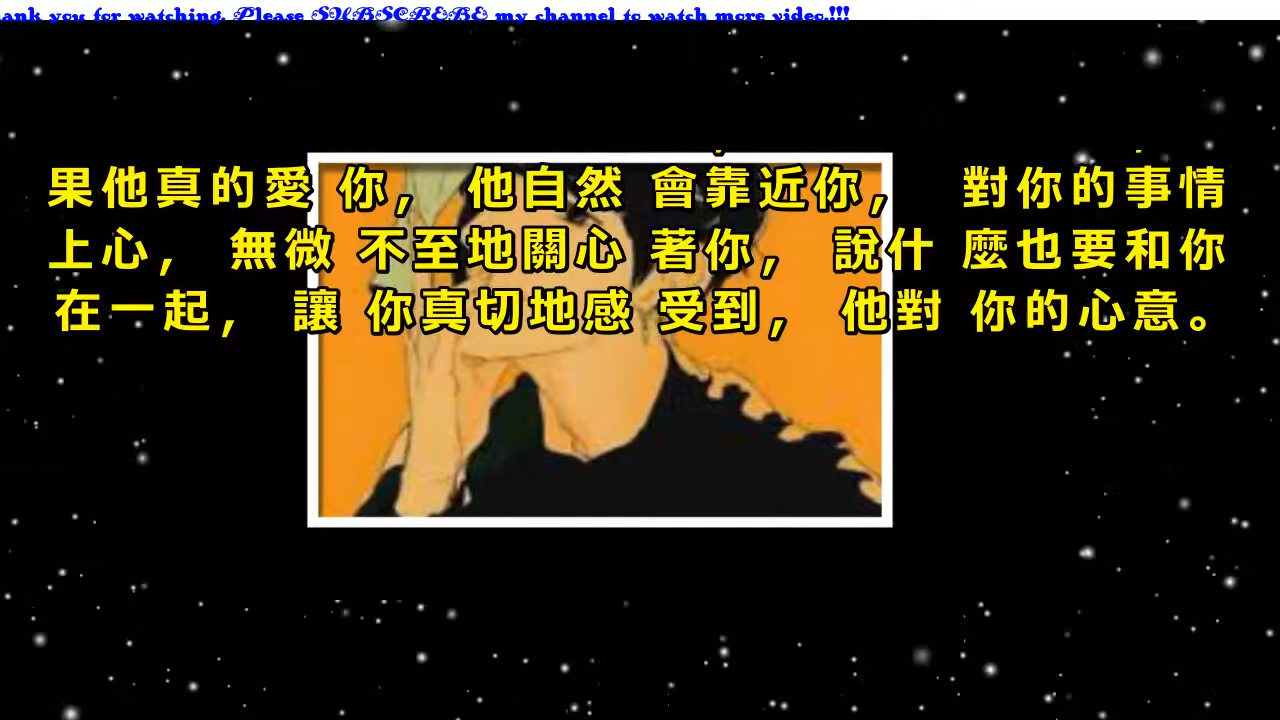 ank you for watching. Please SUBSCREBE my channel to watch more video.!!!
果他真的愛 你， 他自然 會靠近你， 對你的事情
上心， 無微 不至地關心 著你， 說什 麼也要和你
在一起， 讓 你真切地感 受到， 他對 你的心意。